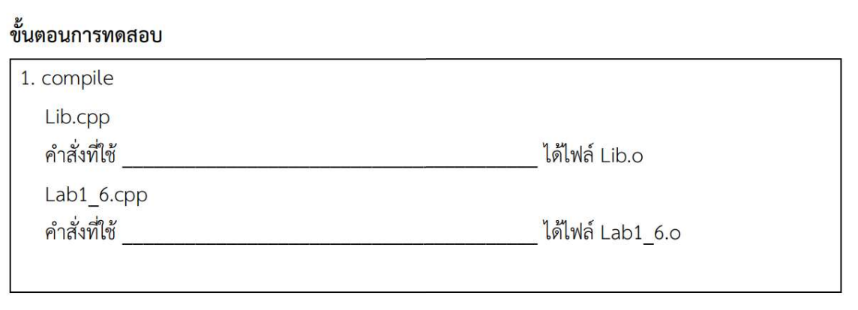 ขั้นตอนการทดสอบ
1. compile
Lib.cpp
คำสั่งที่ใช้ ________________________________________ ได้ไฟล์ Lib.o
Lab1_6.cpp
คำสั่งที่ใช้ ________________________________________ ได้ไฟล์ Lab1_6.o